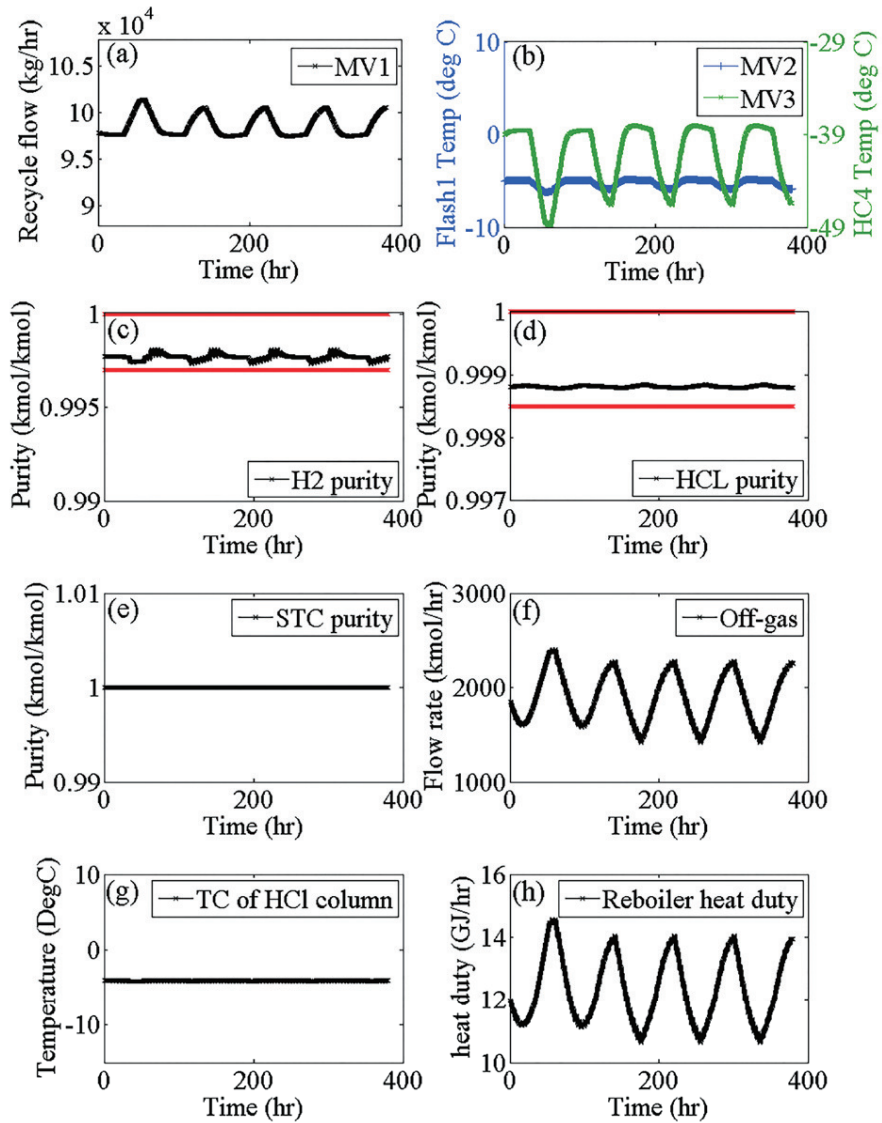 x 10^4
(a)
MV1
10.5
10
9.5
9
Recycle flow (kg/hr)
0 200 400
Time (hr)
(b)
MV2
MV3
10
0
-10
Flash1 Temp (deg C)
-29
-39
-49
HC4 Temp (deg C)
0 200 400
Time (hr)
(c)
1
0.995
0.99
Purity (kmol/kmol)
H2 purity
0 200 400
Time (hr)
(d)
1
0.999
0.998
0.997
Purity (kmol/kmol)
HCL purity
0 200 400
Time (hr)
(e)
STC purity
1.01
1
0.99
Purity (kmol/kmol)
0 200 400
Time (hr)
(f)
Off-gas
3000
2000
1000
Flow rate (kmol/hr)
0 200 400
Time (hr)
(g)
TC of HCl column
10
0
-10
Temperature (DegC)
0 200 400
Time (hr)
(h)
Reboiler heat duty
16
14
12
10
heat duty (GJ/hr)
0 200 400
Time (hr)